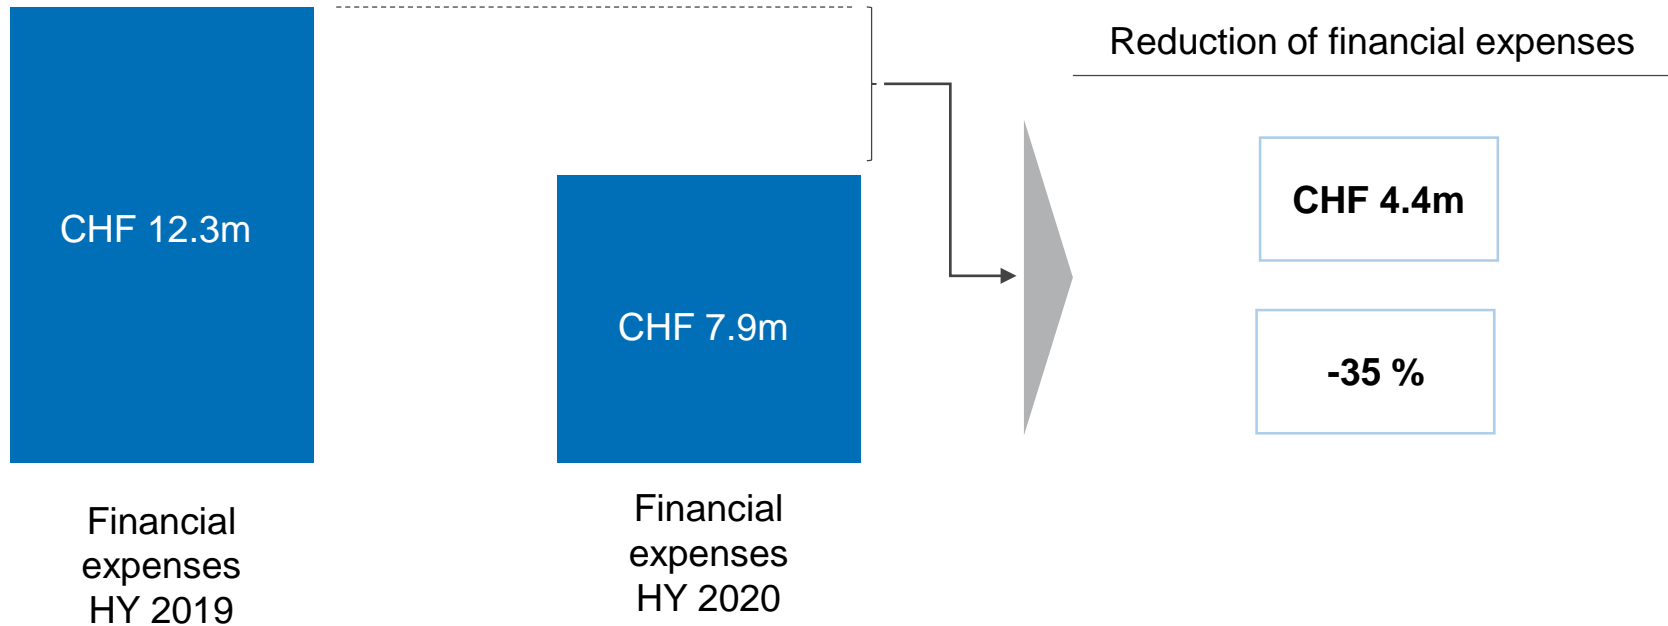 Reduction of financial expenses
CHF 12.3m
CHF 7.9m
CHF 4.4m
-35 %
Financial
expenses
HY 2019
Financial
expenses
HY 2020